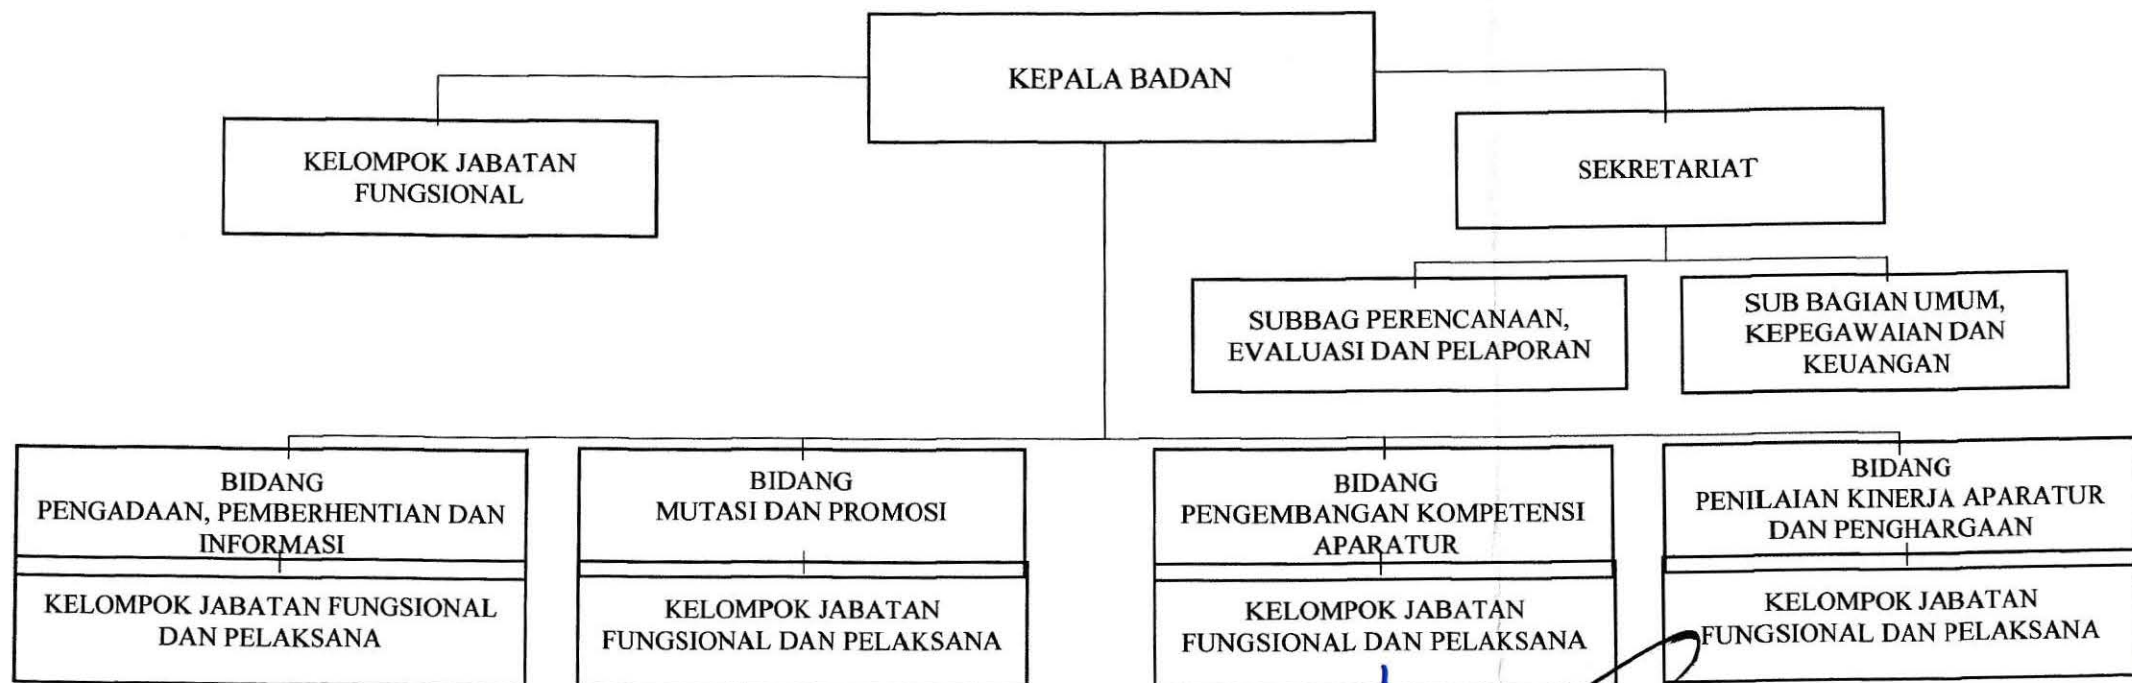 KEPALA BADAN
KELOMPOK JABATAN
FUNGSIONAL
SEKRETARIAT
SUBBAG PERENCANAAN,
EVALUASI DAN PELAPORAN
SUB BAGIAN UMUM,
KEPEGAWAIAN DAN
KEUANGAN
BIDANG
PENGADAAN, PEMBERHENTIAN DAN
INFORMASI
BIDANG
MUTASI DAN PROMOSI
BIDANG
PENGEMBANGAN KOMPETENSI
APARATUR
BIDANG
PENILAIAN KINERJA APARATUR
DAN PENGHARGAAN
KELOMPOK JABATAN FUNGSIONAL
DAN PELAKSANA
KELOMPOK JABATAN
FUNGSIONAL DAN PELAKSANA
KELOMPOK JABATAN
FUNGSIONAL DAN PELAKSANA
KELOMPOK JABATAN
FUNGSIONAL DAN PELAKSANA